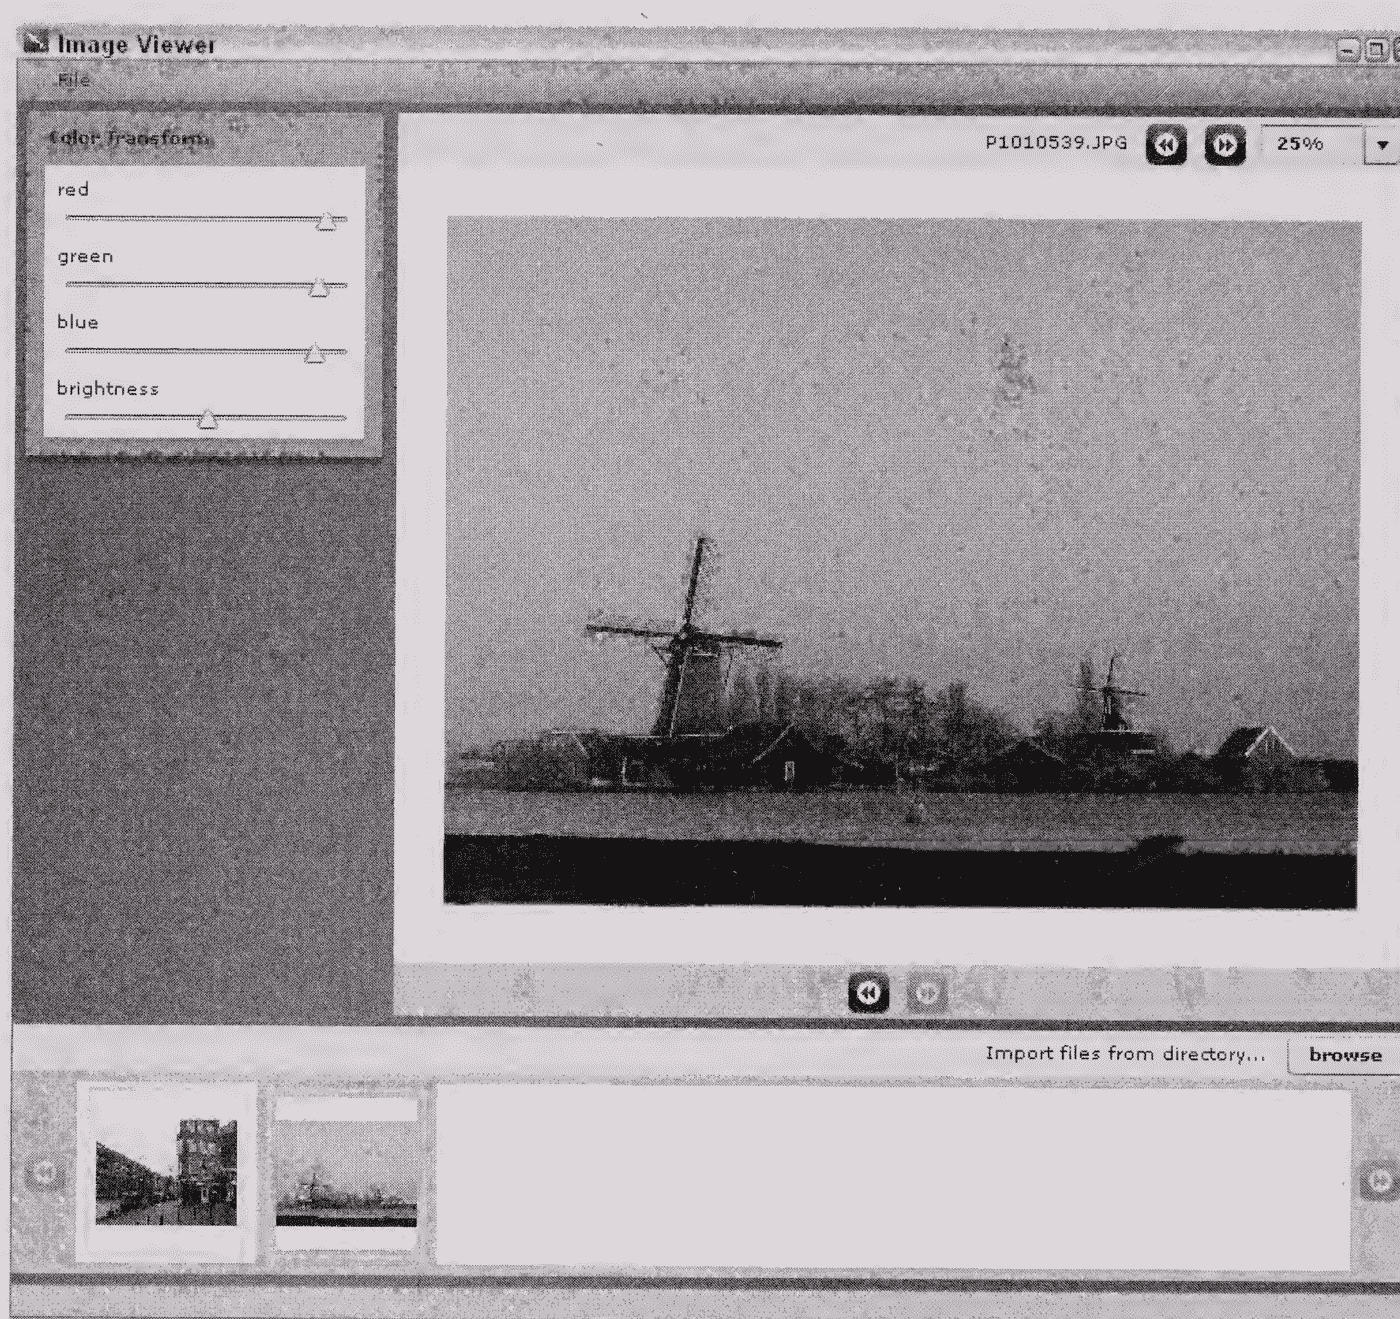 Image Viewer
File
Color Transform
P1010539.JPG
25%
red
green
blue
brightness
Import files from directory...
browse